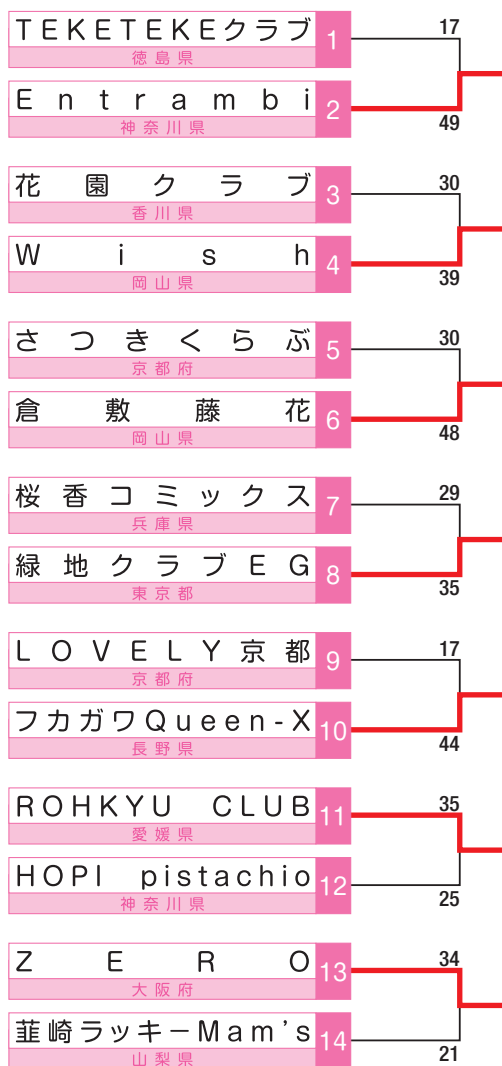 TEKETEKEクラブ 1 17
徳島県
Entrambi 2
神奈川県 49
花園クラブ 3 30
香川県
Wish 4
岡山県 39
さつきくらぶ 5 30
京都府
倉敷藤花 6
岡山県 48
桜香コミックス 7 29
兵庫県
緑地クラブEG 8
東京都 35
LOVELY京都 9 17
京都府
フカガワQueen-X 10
長野県 44
ROHKYU CLUB 11 35
愛媛県
HOPI pistachio 12
神奈川県 25
ZERO 13 34
大阪府
韮崎ラッキーMam's 14
山梨県 21